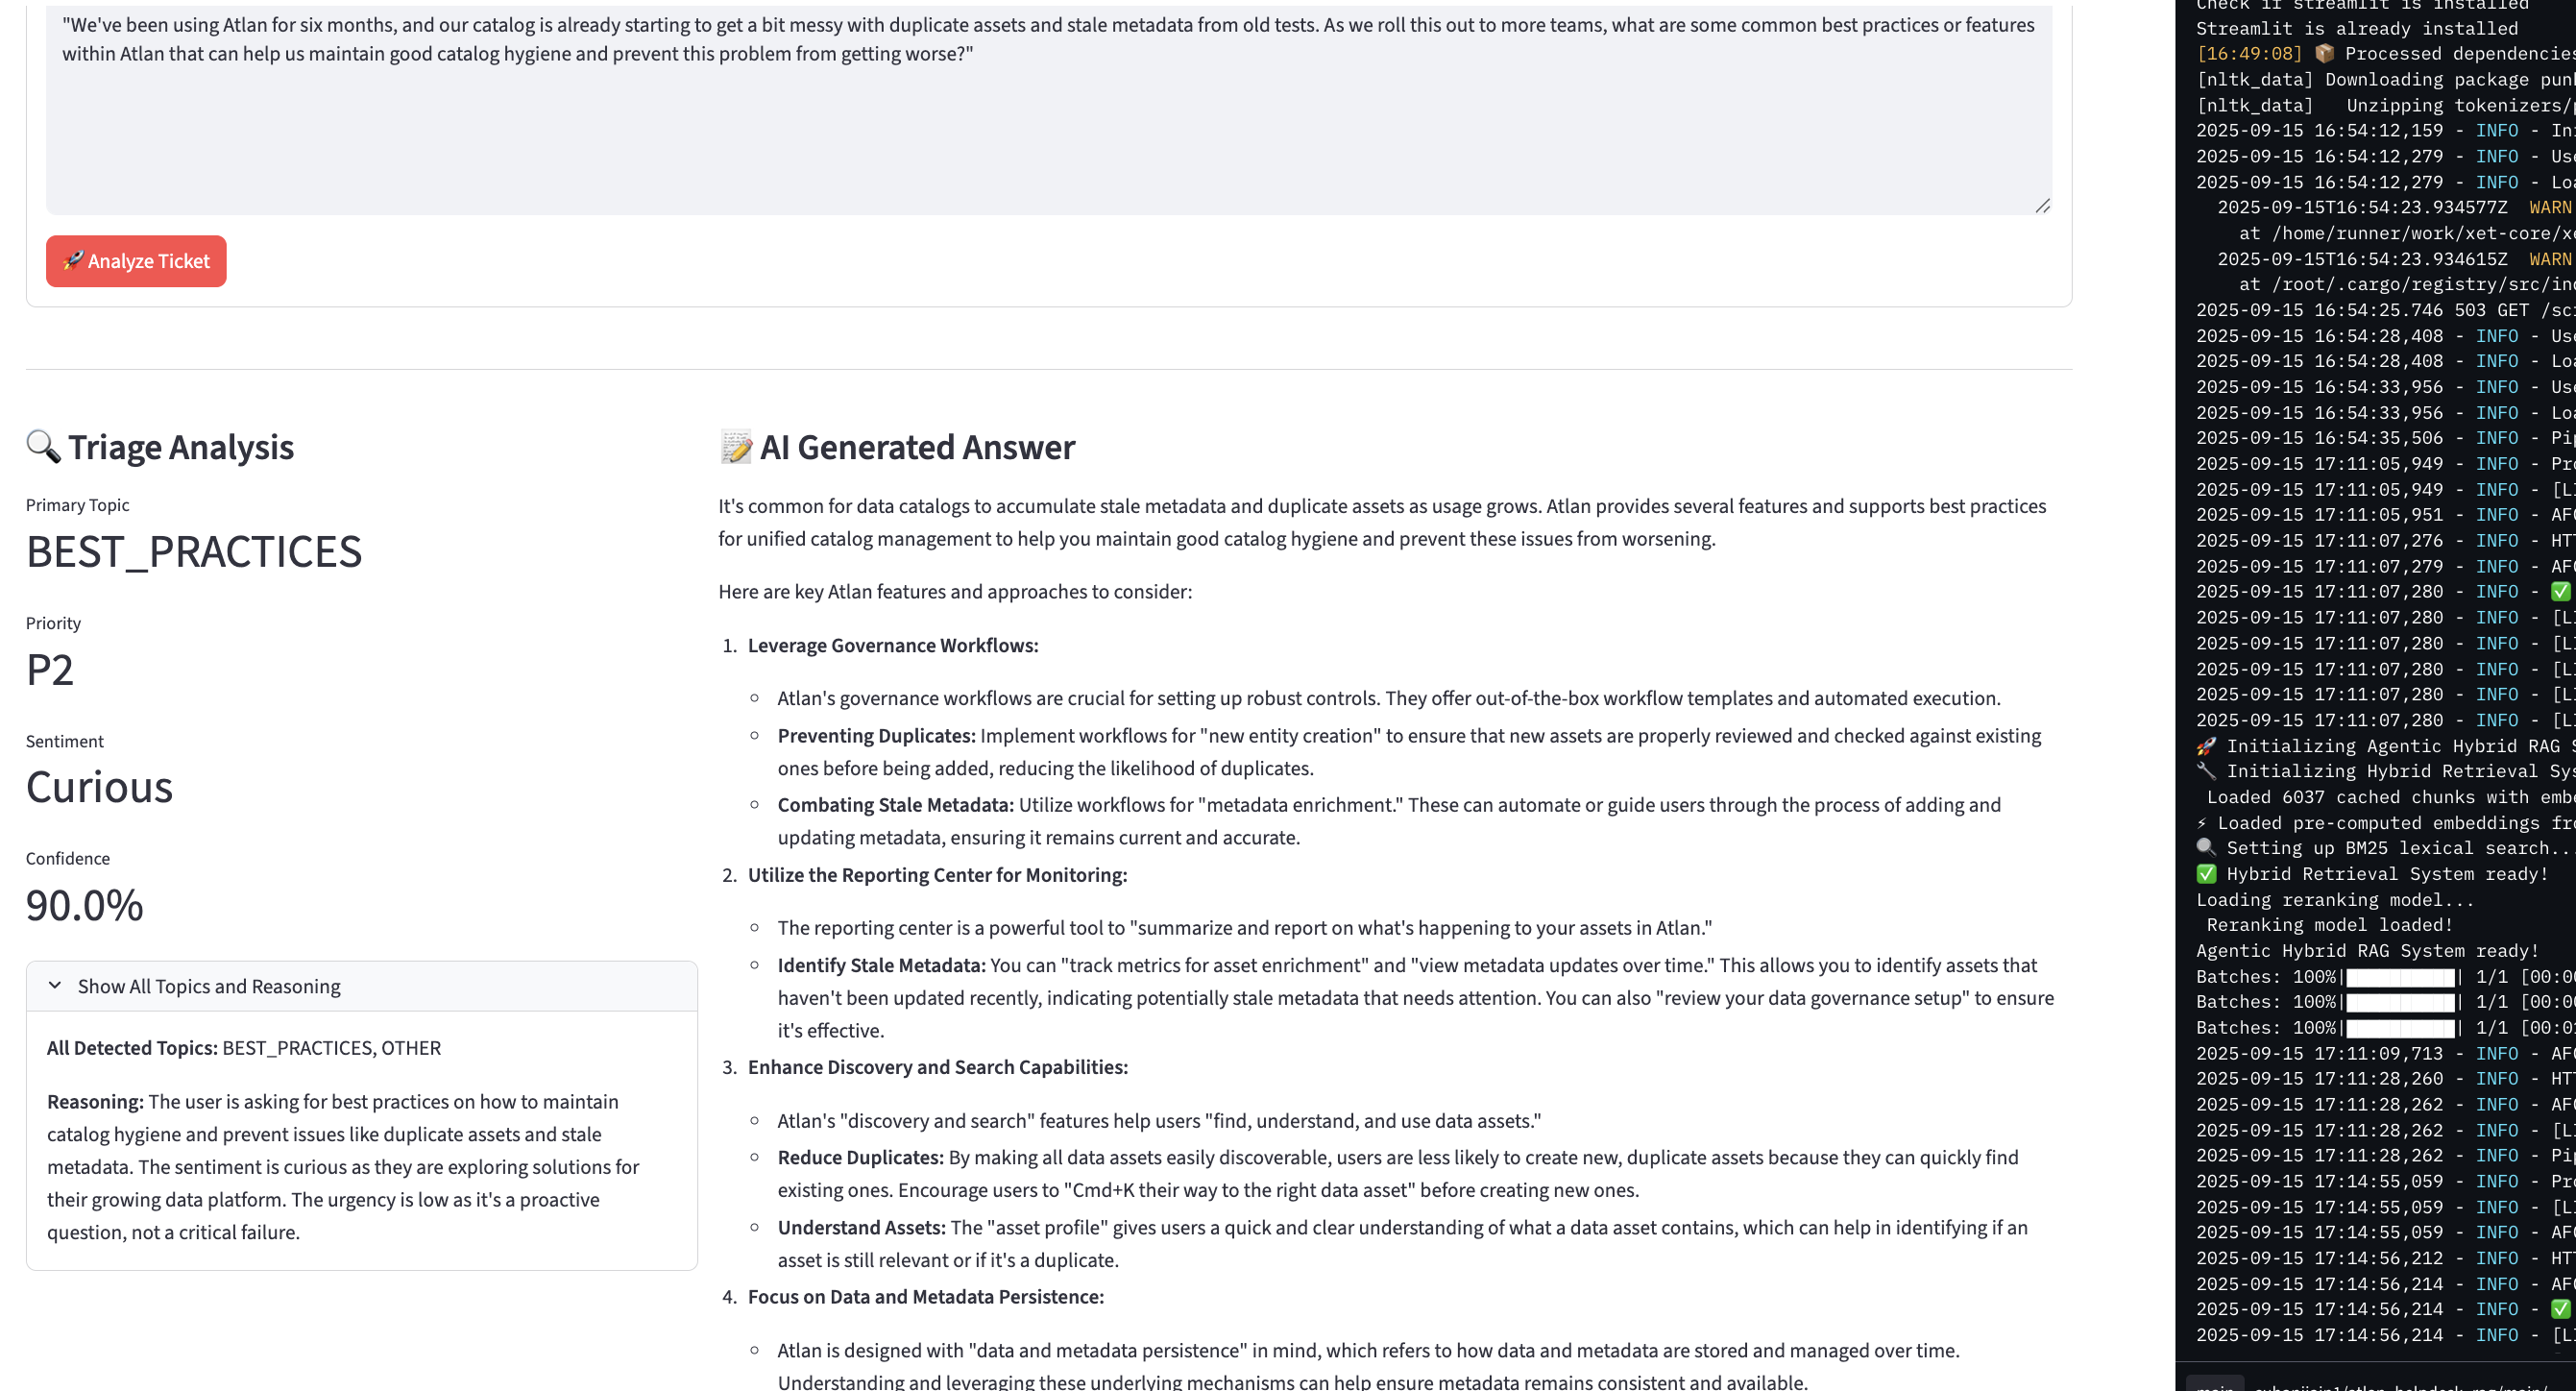 "We've been using Atlan for six months, and our catalog is already starting to get a bit messy with duplicate assets and stale metadata from old tests. As we roll this out to more teams, what are some common best practices or features
within Atlan that can help us maintain good catalog hygiene and prevent this problem from getting worse?"
🚀 Analyze Ticket
🔍 Triage Analysis
Primary Topic
BEST_PRACTICES
Priority
P2
Sentiment
Curious
Confidence
90.0%
Show All Topics and Reasoning
All Detected Topics: BEST_PRACTICES, OTHER
Reasoning: The user is asking for best practices on how to maintain
catalog hygiene and prevent issues like duplicate assets and stale
metadata. The sentiment is curious as they are exploring solutions for
their growing data platform. The urgency is low as it's a proactive
question, not a critical failure.
📝 AI Generated Answer
It's common for data catalogs to accumulate stale metadata and duplicate assets as usage grows. Atlan provides several features and supports best practices
for unified catalog management to help you maintain good catalog hygiene and prevent these issues from worsening.
Here are key Atlan features and approaches to consider:
1. Leverage Governance Workflows:
Atlan's governance workflows are crucial for setting up robust controls. They offer out-of-the-box workflow templates and automated execution.
Preventing Duplicates: Implement workflows for "new entity creation" to ensure that new assets are properly reviewed and checked against existing
ones before being added, reducing the likelihood of duplicates.
Combating Stale Metadata: Utilize workflows for "metadata enrichment." These can automate or guide users through the process of adding and
updating metadata, ensuring it remains current and accurate.
2. Utilize the Reporting Center for Monitoring:
The reporting center is a powerful tool to "summarize and report on what's happening to your assets in Atlan."
Identify Stale Metadata: You can "track metrics for asset enrichment" and "view metadata updates over time." This allows you to identify assets that
haven't been updated recently, indicating potentially stale metadata that needs attention. You can also "review your data governance setup" to ensure
it's effective.
3. Enhance Discovery and Search Capabilities:
Atlan's "discovery and search" features help users "find, understand, and use data assets."
Reduce Duplicates: By making all data assets easily discoverable, users are less likely to create new, duplicate assets because they can quickly find
existing ones. Encourage users to "Cmd+K their way to the right data asset" before creating new ones.
Understand Assets: The "asset profile" gives users a quick and clear understanding of what a data asset contains, which can help in identifying if an
asset is still relevant or if it's a duplicate.
4. Focus on Data and Metadata Persistence:
Atlan is designed with "data and metadata persistence" in mind, which refers to how data and metadata are stored and managed over time.
Understanding and leveraging these underlying mechanisms can help ensure metadata remains consistent and available.
Check if streamlit is installed
Streamlit is already installed
[16:49:08] 📦 Processed dependencies
[nltk_data] Downloading package
[nltk_data]   Unzipping tokenizers/
2025-09-15 16:54:12,159 - INFO -
2025-09-15 16:54:12,279 - INFO -
2025-09-15 16:54:12,279 - INFO -
2025-09-15T16:54:23.934577Z  WARN
at /home/runner/work/xet-core/
2025-09-15T16:54:23.934615Z  WARN
at /root/.cargo/registry/src/
2025-09-15 16:54:25.746 503 GET
2025-09-15 16:54:28,408 - INFO -
2025-09-15 16:54:28,408 - INFO -
2025-09-15 16:54:33,956 - INFO -
2025-09-15 16:54:33,956 - INFO -
2025-09-15 16:54:35,506 - INFO -
2025-09-15 17:11:05,949 - INFO -
2025-09-15 17:11:05,949 - INFO -
2025-09-15 17:11:05,951 - INFO -
2025-09-15 17:11:07,276 - INFO -
2025-09-15 17:11:07,279 - INFO -
2025-09-15 17:11:07,280 - INFO - ✅
2025-09-15 17:11:07,280 - INFO -
2025-09-15 17:11:07,280 - INFO -
2025-09-15 17:11:07,280 - INFO -
2025-09-15 17:11:07,280 - INFO -
2025-09-15 17:11:07,280 - INFO -
🚀 Initializing Agentic Hybrid RAG
🔧 Initializing Hybrid Retrieval
Loaded 6037 cached chunks with
⚡ Loaded pre-computed embeddings
🔍 Setting up BM25 lexical search...
✅ Hybrid Retrieval System ready!
Loading reranking model...
Reranking model loaded!
Agentic Hybrid RAG System ready!
Batches: 100%|██████████| 1/1
Batches: 100%|██████████| 1/1
Batches: 100%|██████████| 1/1
2025-09-15 17:11:09,713 - INFO -
2025-09-15 17:11:28,260 - INFO -
2025-09-15 17:11:28,262 - INFO -
2025-09-15 17:11:28,262 - INFO -
2025-09-15 17:11:28,262 - INFO -
2025-09-15 17:14:55,059 - INFO -
2025-09-15 17:14:55,059 - INFO -
2025-09-15 17:14:55,059 - INFO -
2025-09-15 17:14:56,212 - INFO -
2025-09-15 17:14:56,214 - INFO -
2025-09-15 17:14:56,214 - INFO - ✅
2025-09-15 17:14:56,214 - INFO -